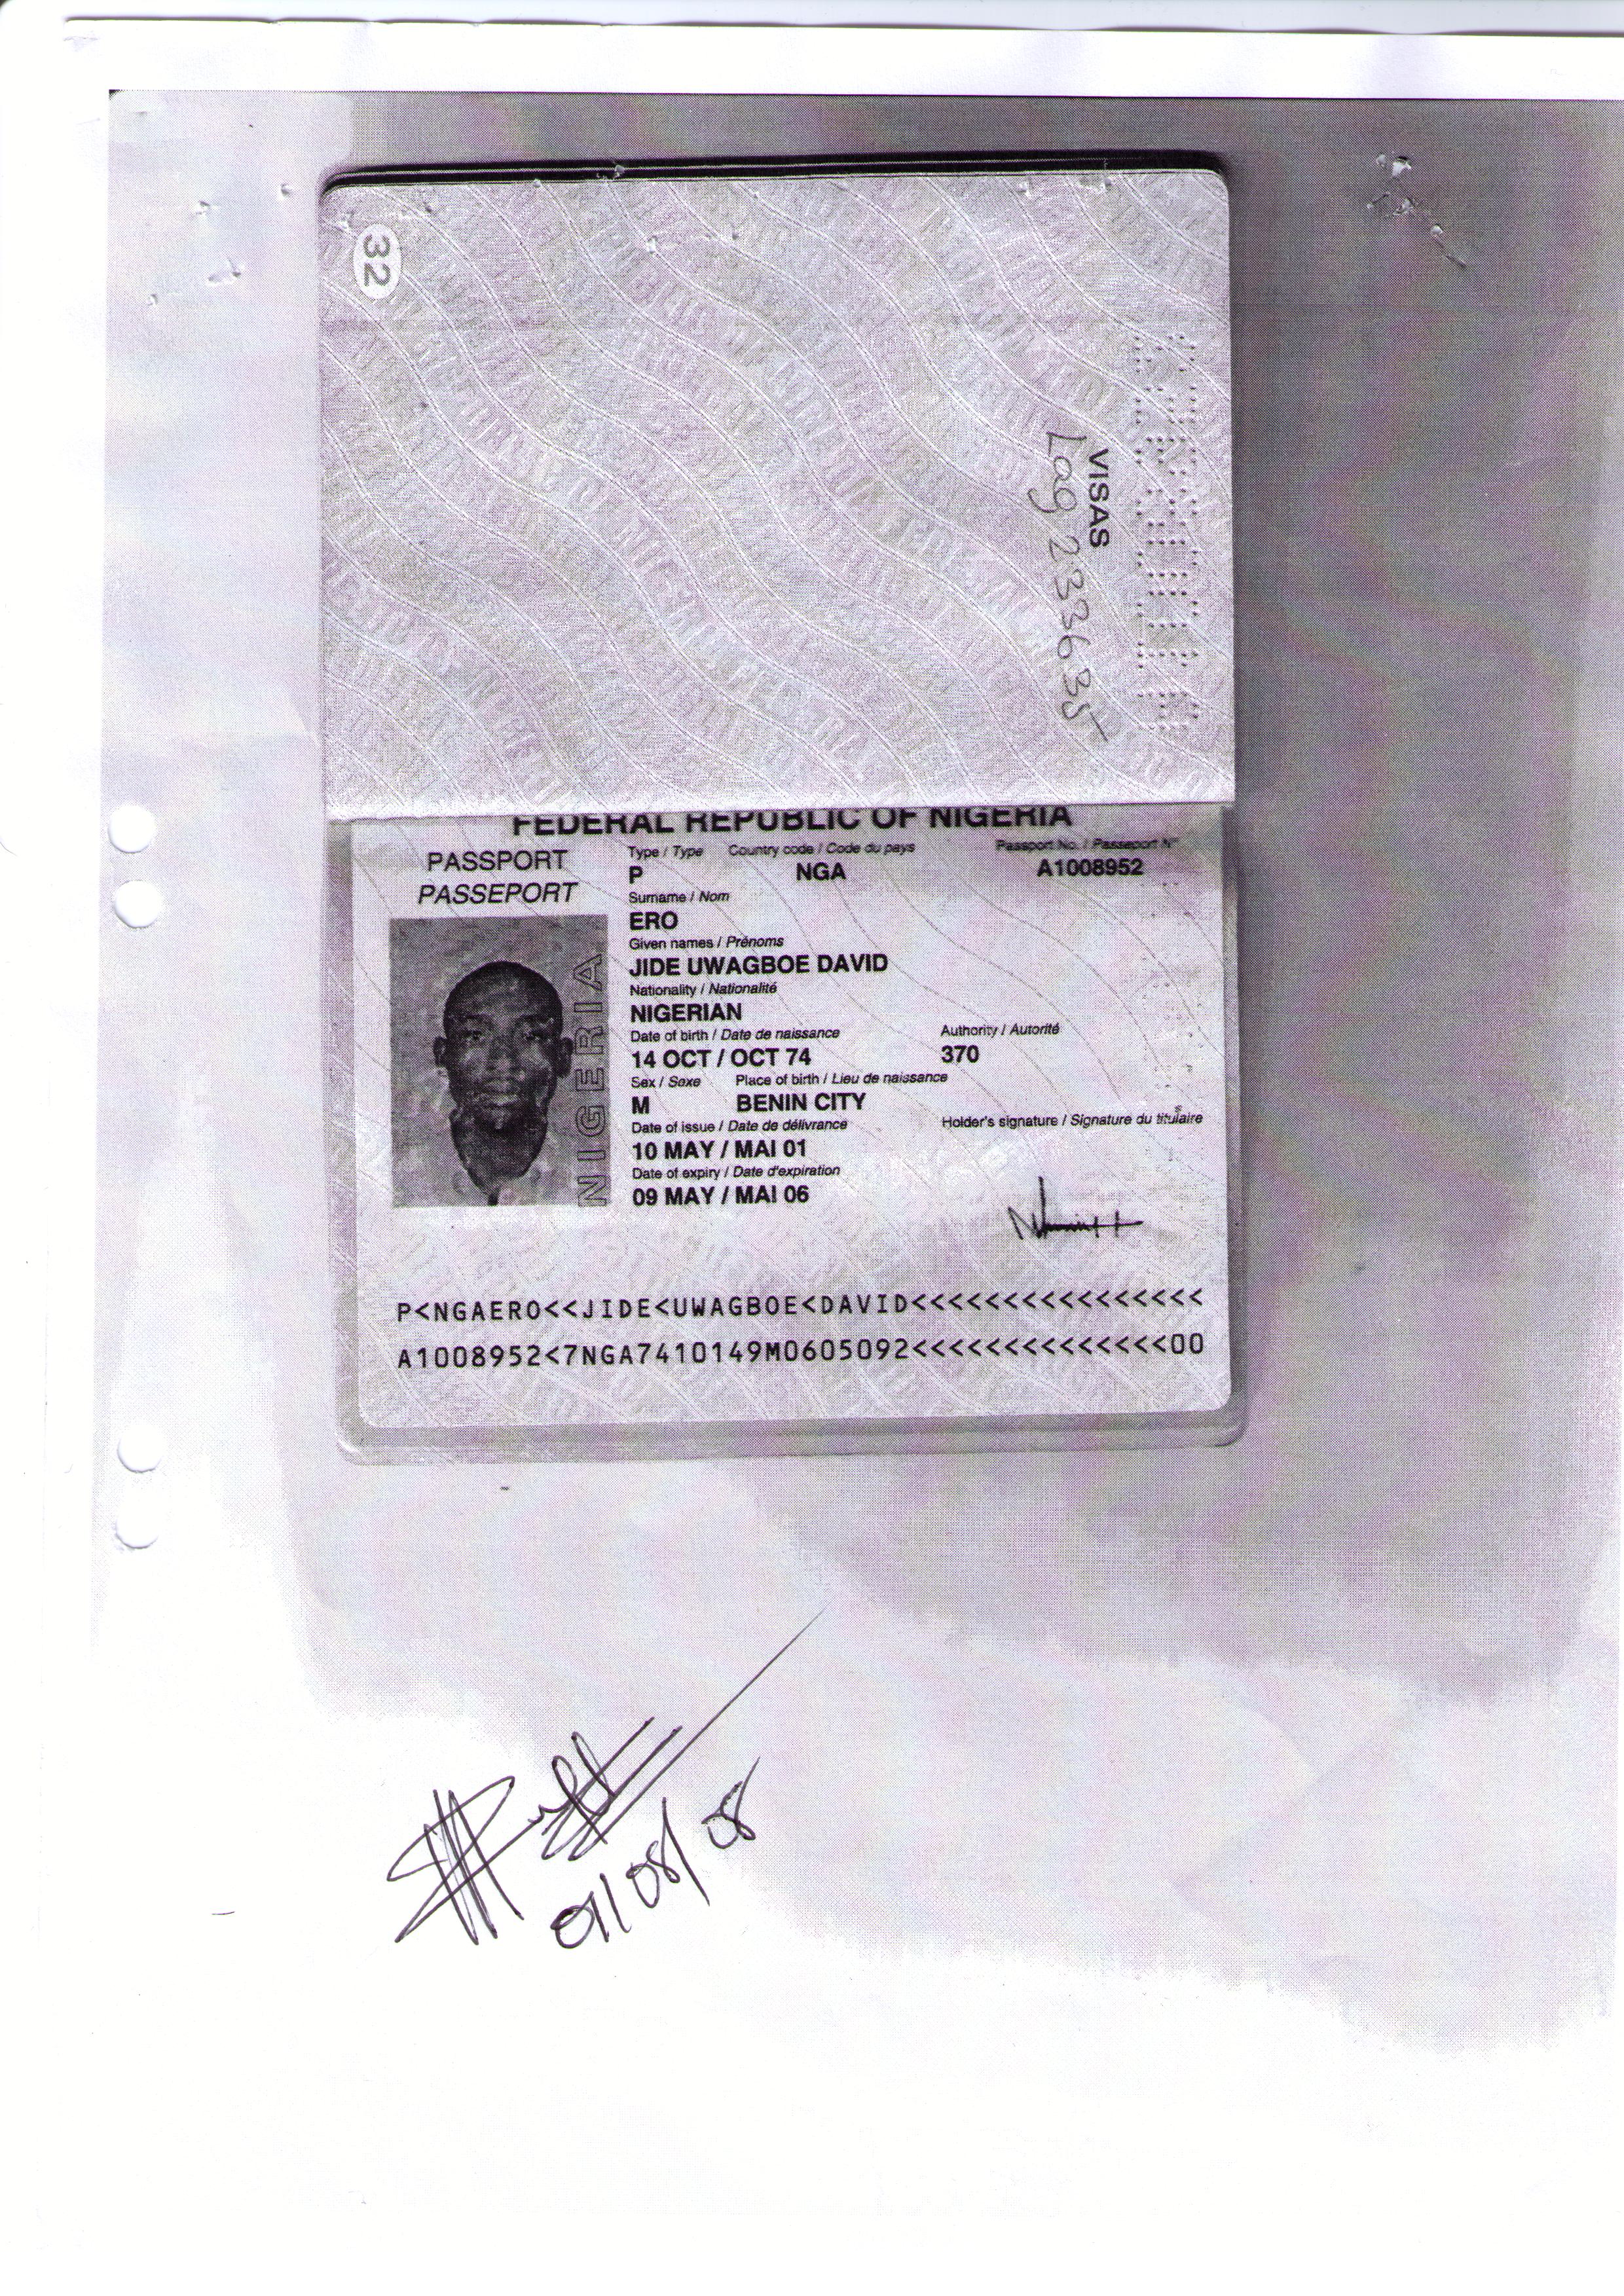 32
VISAS
Lag 233635
FEDERAL REPUBLIC OF NIGERIA
PASSPORT
PASSEPORT
Type / Type Country code / Code du pays Passport No. / Passeport N°
P NGA A1008952
Surname / Nom
ERO
Given names / Prénoms
JIDE UWAGBOE DAVID
Nationality / Nationalité
NIGERIAN
Date of birth / Date de naissance Authority / Autorité
14 OCT / OCT 74 370
Sex / Sexe Place of birth / Lieu de naissance
M BENIN CITY
Date of issue / Date de délivrance Holder's signature / Signature du titulaire
10 MAY / MAI 01
Date of expiry / Date d'expiration
09 MAY / MAI 06
NIGERIA
P<NGAERO<<JIDE<UWAGBOE<DAVID<<<<<<<<<<<<<<<<
A1008952<7NGA7410149M0605092<<<<<<<<<<<<<<00
/08/08